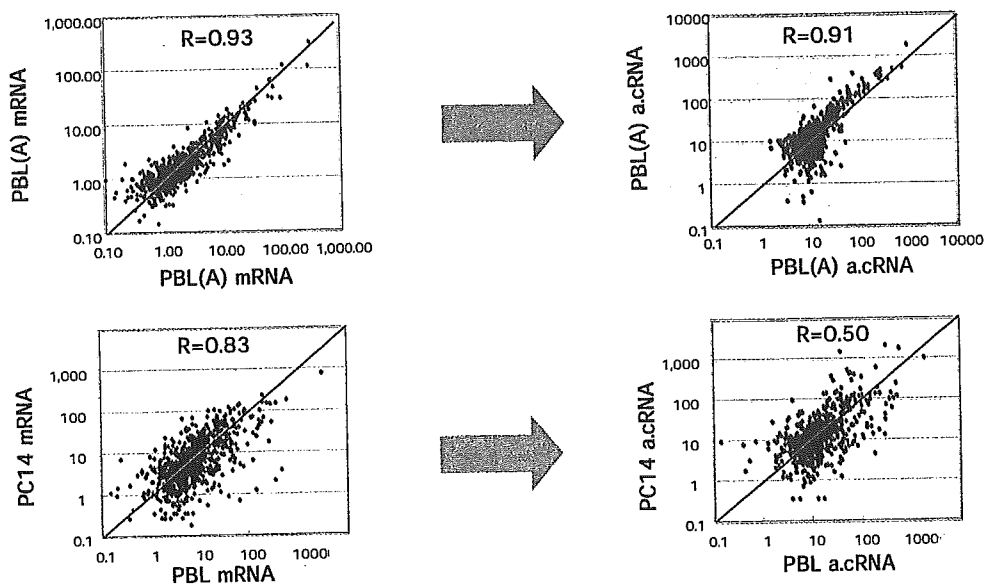 R=0.93
1,000.00
100.00
10.00
1.00
0.10
PBL(A) mRNA
0.10 1.00 10.00 100.00 1,000.00
PBL(A) mRNA
R=0.91
10000
1000
100
10
1
0.1
PBL(A) a.cRNA
0.1 1 10 100 1000 10000
PBL(A) a.cRNA
R=0.83
1,000
100
10
1
0.1
PC14 mRNA
0.1 1 10 100 1000
PBL mRNA
R=0.50
1,000
100
10
1
0.1
PC14 a.cRNA
0.1 1 10 100 1000
PBL a.cRNA